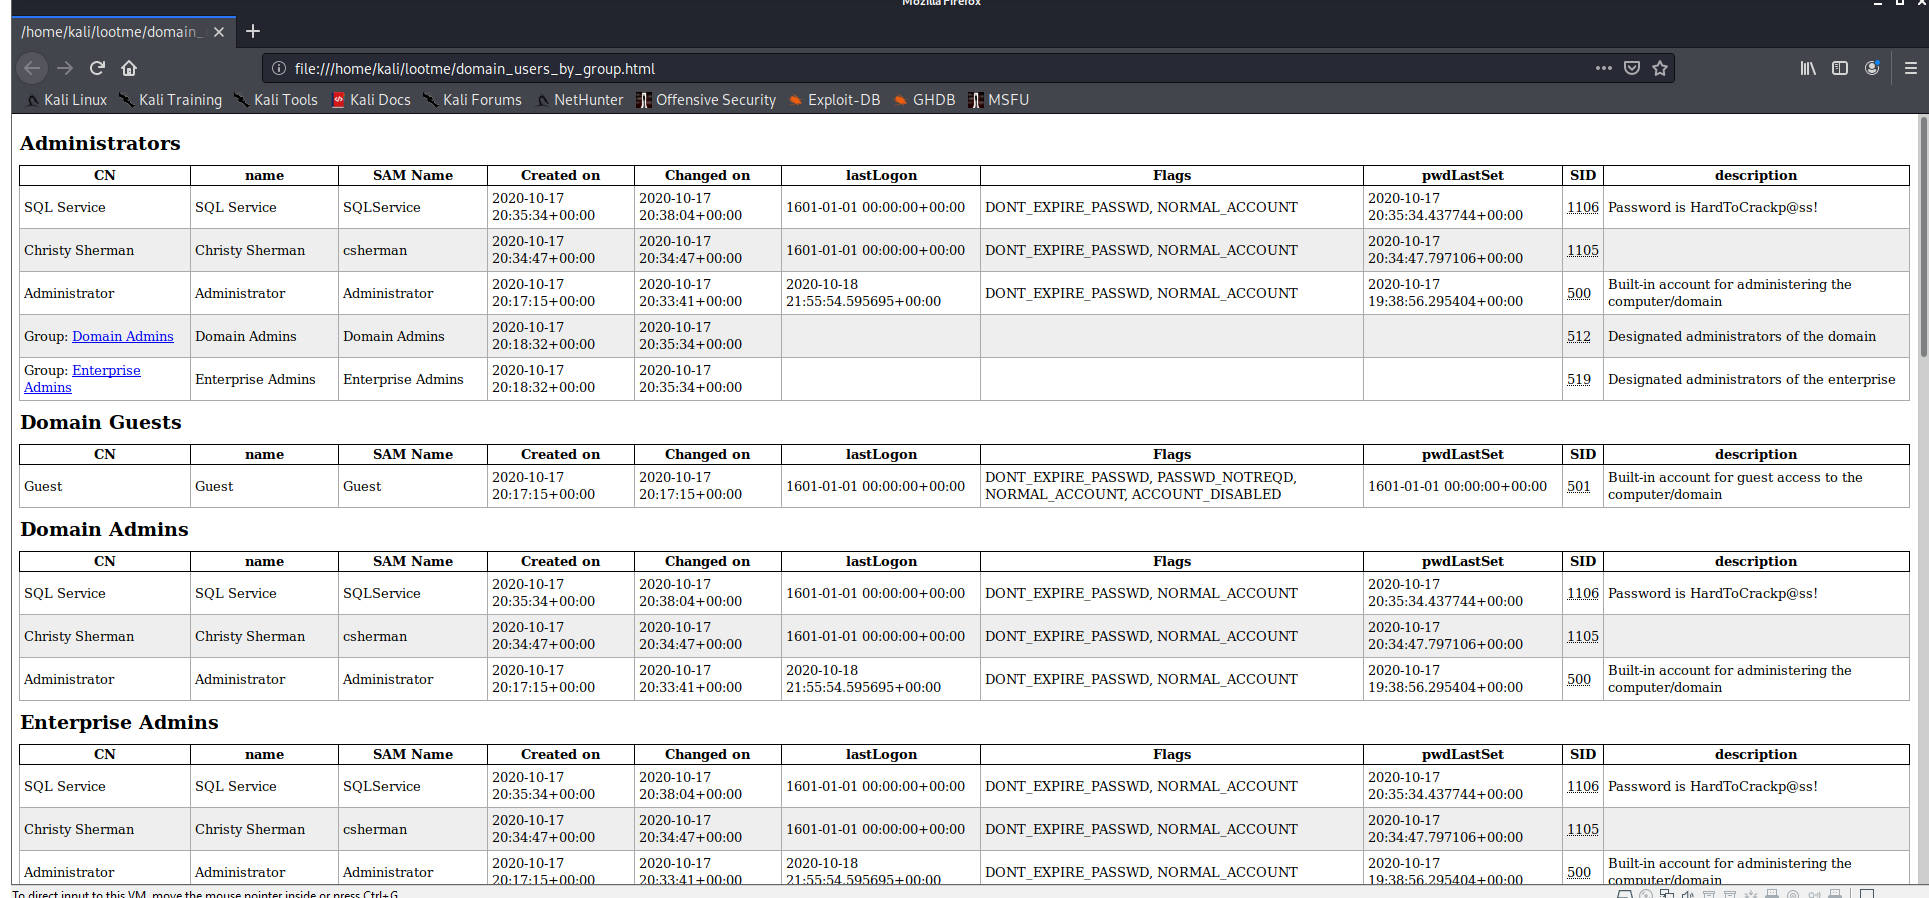 Mozilla Firefox
/home/kali/lootme/domain_
file:///home/kali/lootme/domain_users_by_group.html
Kali Linux Kali Training Kali Tools Kali Docs Kali Forums NetHunter Offensive Security Exploit-DB GHDB MSFU
Administrators
CN name SAM Name Created on Changed on lastLogon Flags pwdLastSet SID description
SQL Service SQL Service SQLService 2020-10-17 20:35:34+00:00 2020-10-17 20:38:04+00:00 1601-01-01 00:00:00+00:00 DONT_EXPIRE_PASSWD, NORMAL_ACCOUNT 2020-10-17 20:35:34.437744+00:00 1106 Password is HardToCrackp@ss!
Christy Sherman Christy Sherman csherman 2020-10-17 20:34:47+00:00 2020-10-17 20:34:47+00:00 1601-01-01 00:00:00+00:00 DONT_EXPIRE_PASSWD, NORMAL_ACCOUNT 2020-10-17 20:34:47.797106+00:00 1105
Administrator Administrator Administrator 2020-10-17 20:17:15+00:00 2020-10-17 20:33:41+00:00 2020-10-18 21:55:54.595695+00:00 DONT_EXPIRE_PASSWD, NORMAL_ACCOUNT 2020-10-17 19:38:56.295404+00:00 500 Built-in account for administering the computer/domain
Group: Domain Admins Domain Admins Domain Admins 2020-10-17 20:18:32+00:00 2020-10-17 20:35:34+00:00 512 Designated administrators of the domain
Group: Enterprise Admins Enterprise Admins Enterprise Admins 2020-10-17 20:18:32+00:00 2020-10-17 20:35:34+00:00 519 Designated administrators of the enterprise
Domain Guests
CN name SAM Name Created on Changed on lastLogon Flags pwdLastSet SID description
Guest Guest Guest 2020-10-17 20:17:15+00:00 2020-10-17 20:17:15+00:00 1601-01-01 00:00:00+00:00 DONT_EXPIRE_PASSWD, PASSWD_NOTREQD, NORMAL_ACCOUNT, ACCOUNT_DISABLED 1601-01-01 00:00:00+00:00 501 Built-in account for guest access to the computer/domain
Domain Admins
CN name SAM Name Created on Changed on lastLogon Flags pwdLastSet SID description
SQL Service SQL Service SQLService 2020-10-17 20:35:34+00:00 2020-10-17 20:38:04+00:00 1601-01-01 00:00:00+00:00 DONT_EXPIRE_PASSWD, NORMAL_ACCOUNT 2020-10-17 20:35:34.437744+00:00 1106 Password is HardToCrackp@ss!
Christy Sherman Christy Sherman csherman 2020-10-17 20:34:47+00:00 2020-10-17 20:34:47+00:00 1601-01-01 00:00:00+00:00 DONT_EXPIRE_PASSWD, NORMAL_ACCOUNT 2020-10-17 20:34:47.797106+00:00 1105
Administrator Administrator Administrator 2020-10-17 20:17:15+00:00 2020-10-17 20:33:41+00:00 2020-10-18 21:55:54.595695+00:00 DONT_EXPIRE_PASSWD, NORMAL_ACCOUNT 2020-10-17 19:38:56.295404+00:00 500 Built-in account for administering the computer/domain
Enterprise Admins
CN name SAM Name Created on Changed on lastLogon Flags pwdLastSet SID description
SQL Service SQL Service SQLService 2020-10-17 20:35:34+00:00 2020-10-17 20:38:04+00:00 1601-01-01 00:00:00+00:00 DONT_EXPIRE_PASSWD, NORMAL_ACCOUNT 2020-10-17 20:35:34.437744+00:00 1106 Password is HardToCrackp@ss!
Christy Sherman Christy Sherman csherman 2020-10-17 20:34:47+00:00 2020-10-17 20:34:47+00:00 1601-01-01 00:00:00+00:00 DONT_EXPIRE_PASSWD, NORMAL_ACCOUNT 2020-10-17 20:34:47.797106+00:00 1105
Administrator Administrator Administrator 2020-10-17 20:17:15+00:00 2020-10-17 20:33:41+00:00 2020-10-18 21:55:54.595695+00:00 DONT_EXPIRE_PASSWD, NORMAL_ACCOUNT 2020-10-17 19:38:56.295404+00:00 500 Built-in account for administering the computer/domain
To direct input to this VM, move the mouse pointer inside or press Ctrl+G.